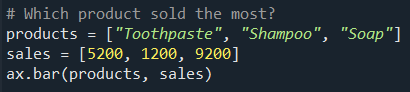 # Which product sold the most?
products = ["Toothpaste", "Shampoo", "Soap"]
sales = [5200, 1200, 9200]
ax.bar(products, sales)